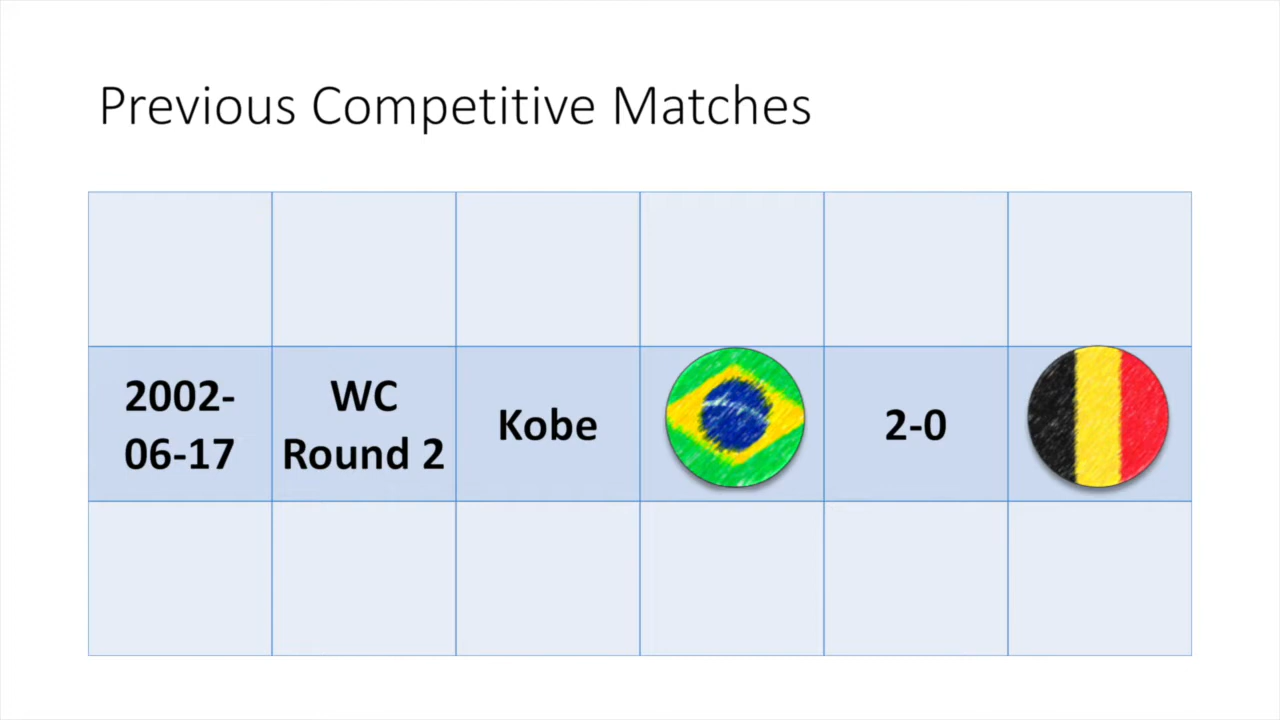 Previous Competitive Matches
2002-
06-17
WC
Round 2
Kobe
2-0